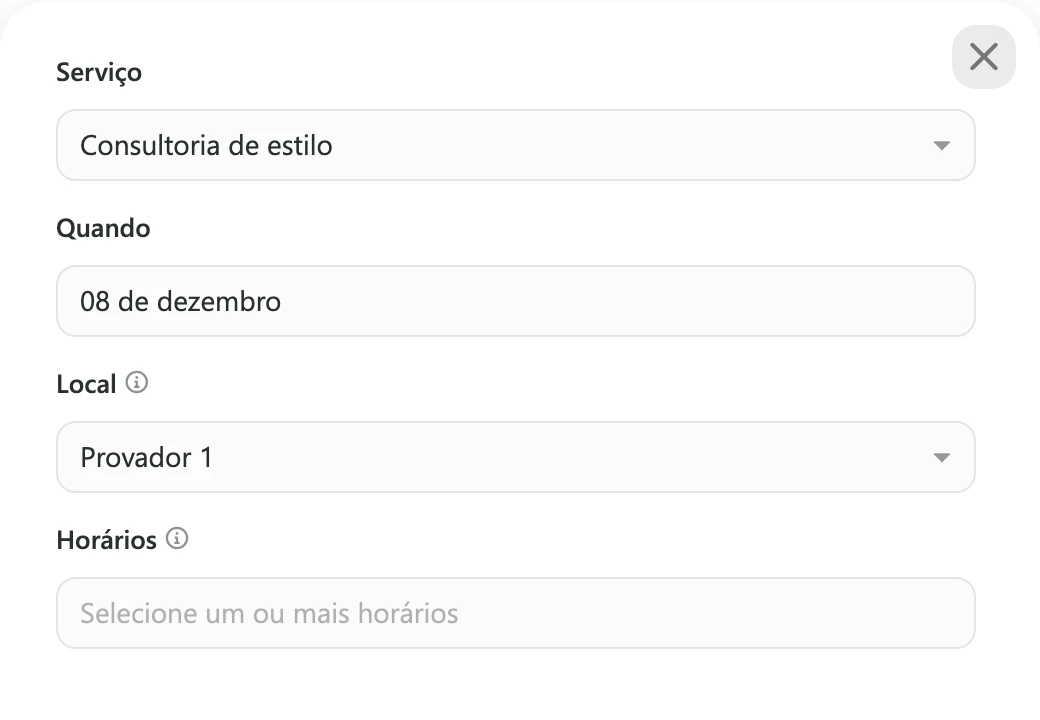 Serviço
Consultoria de estilo
Quando
08 de dezembro
Local
Provador 1
Horários
Selecione um ou mais horários